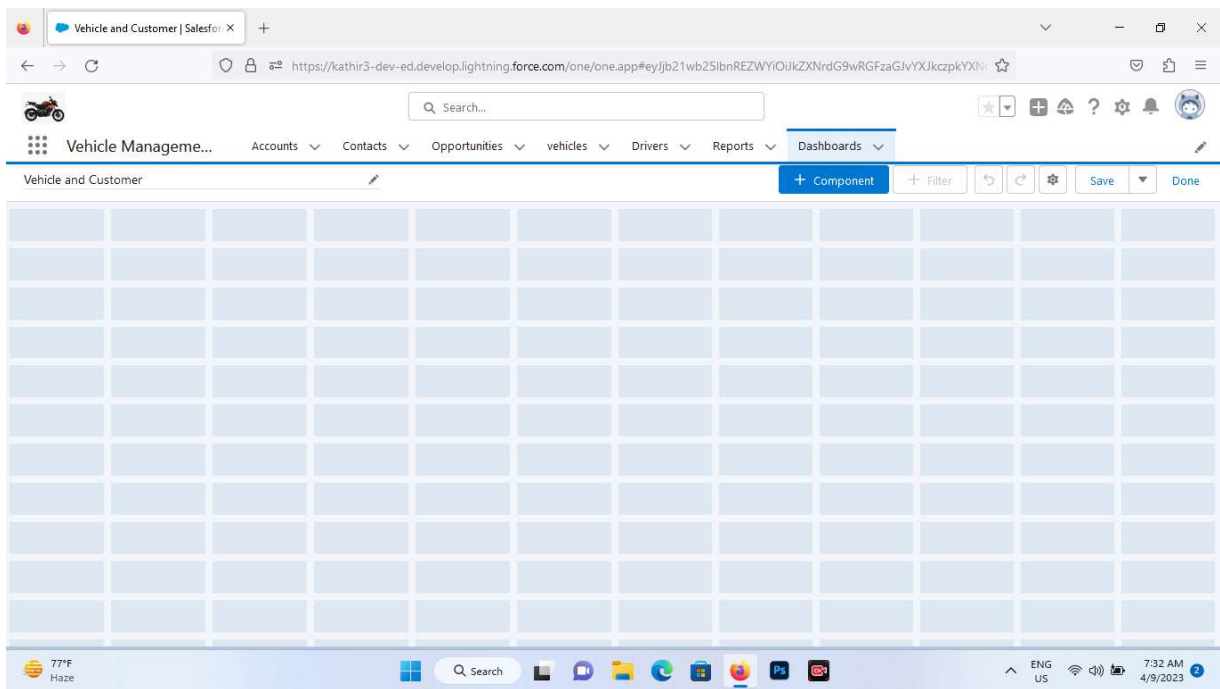 Vehicle and Customer | Salesfor
https://kathir3-dev-ed.develop.lightning.force.com/one/one.app#eyJjb21wb25lbnREZWYiOiJkZXNrdG9wRGFzaGJvYXJkczpkYXN
Search...
Vehicle Manageme... Accounts Contacts Opportunities vehicles Drivers Reports Dashboards
Vehicle and Customer + Component + Filter Save Done
77°F
Haze
Search
Ps
ENG
US
7:32 AM
4/9/2023
2